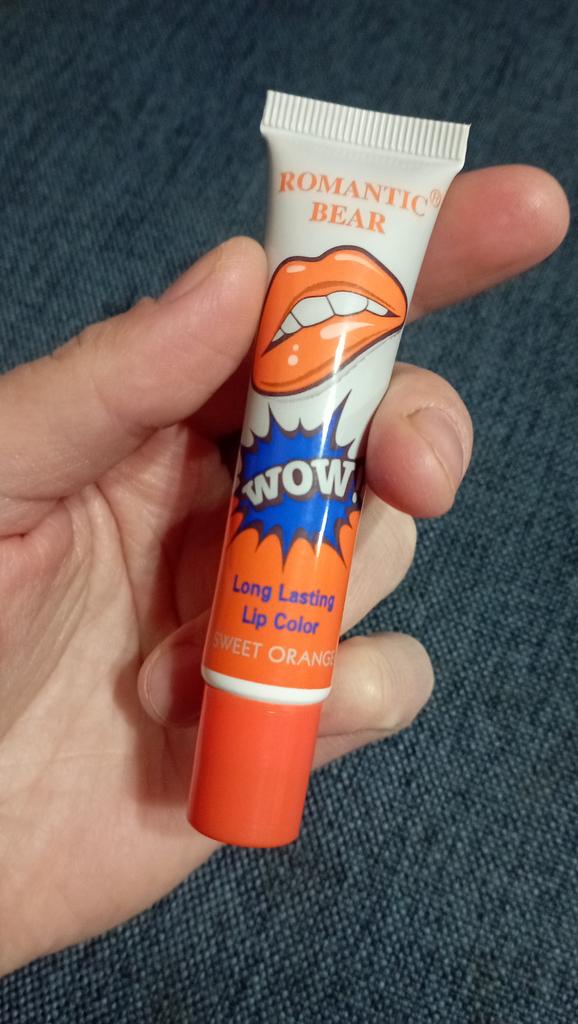 ROMANTIC®
BEAR
WOW!
Long Lasting
Lip Color
SWEET ORANGE